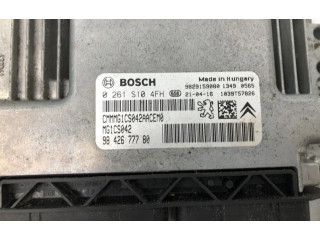 BOSCH
Made in Hungary
0 261 S10 4FH
9829159080 1349 0565
21-04-16 1039T57026
CMMMG1CS042AACEM0
MG1CS042
98 426 777 80